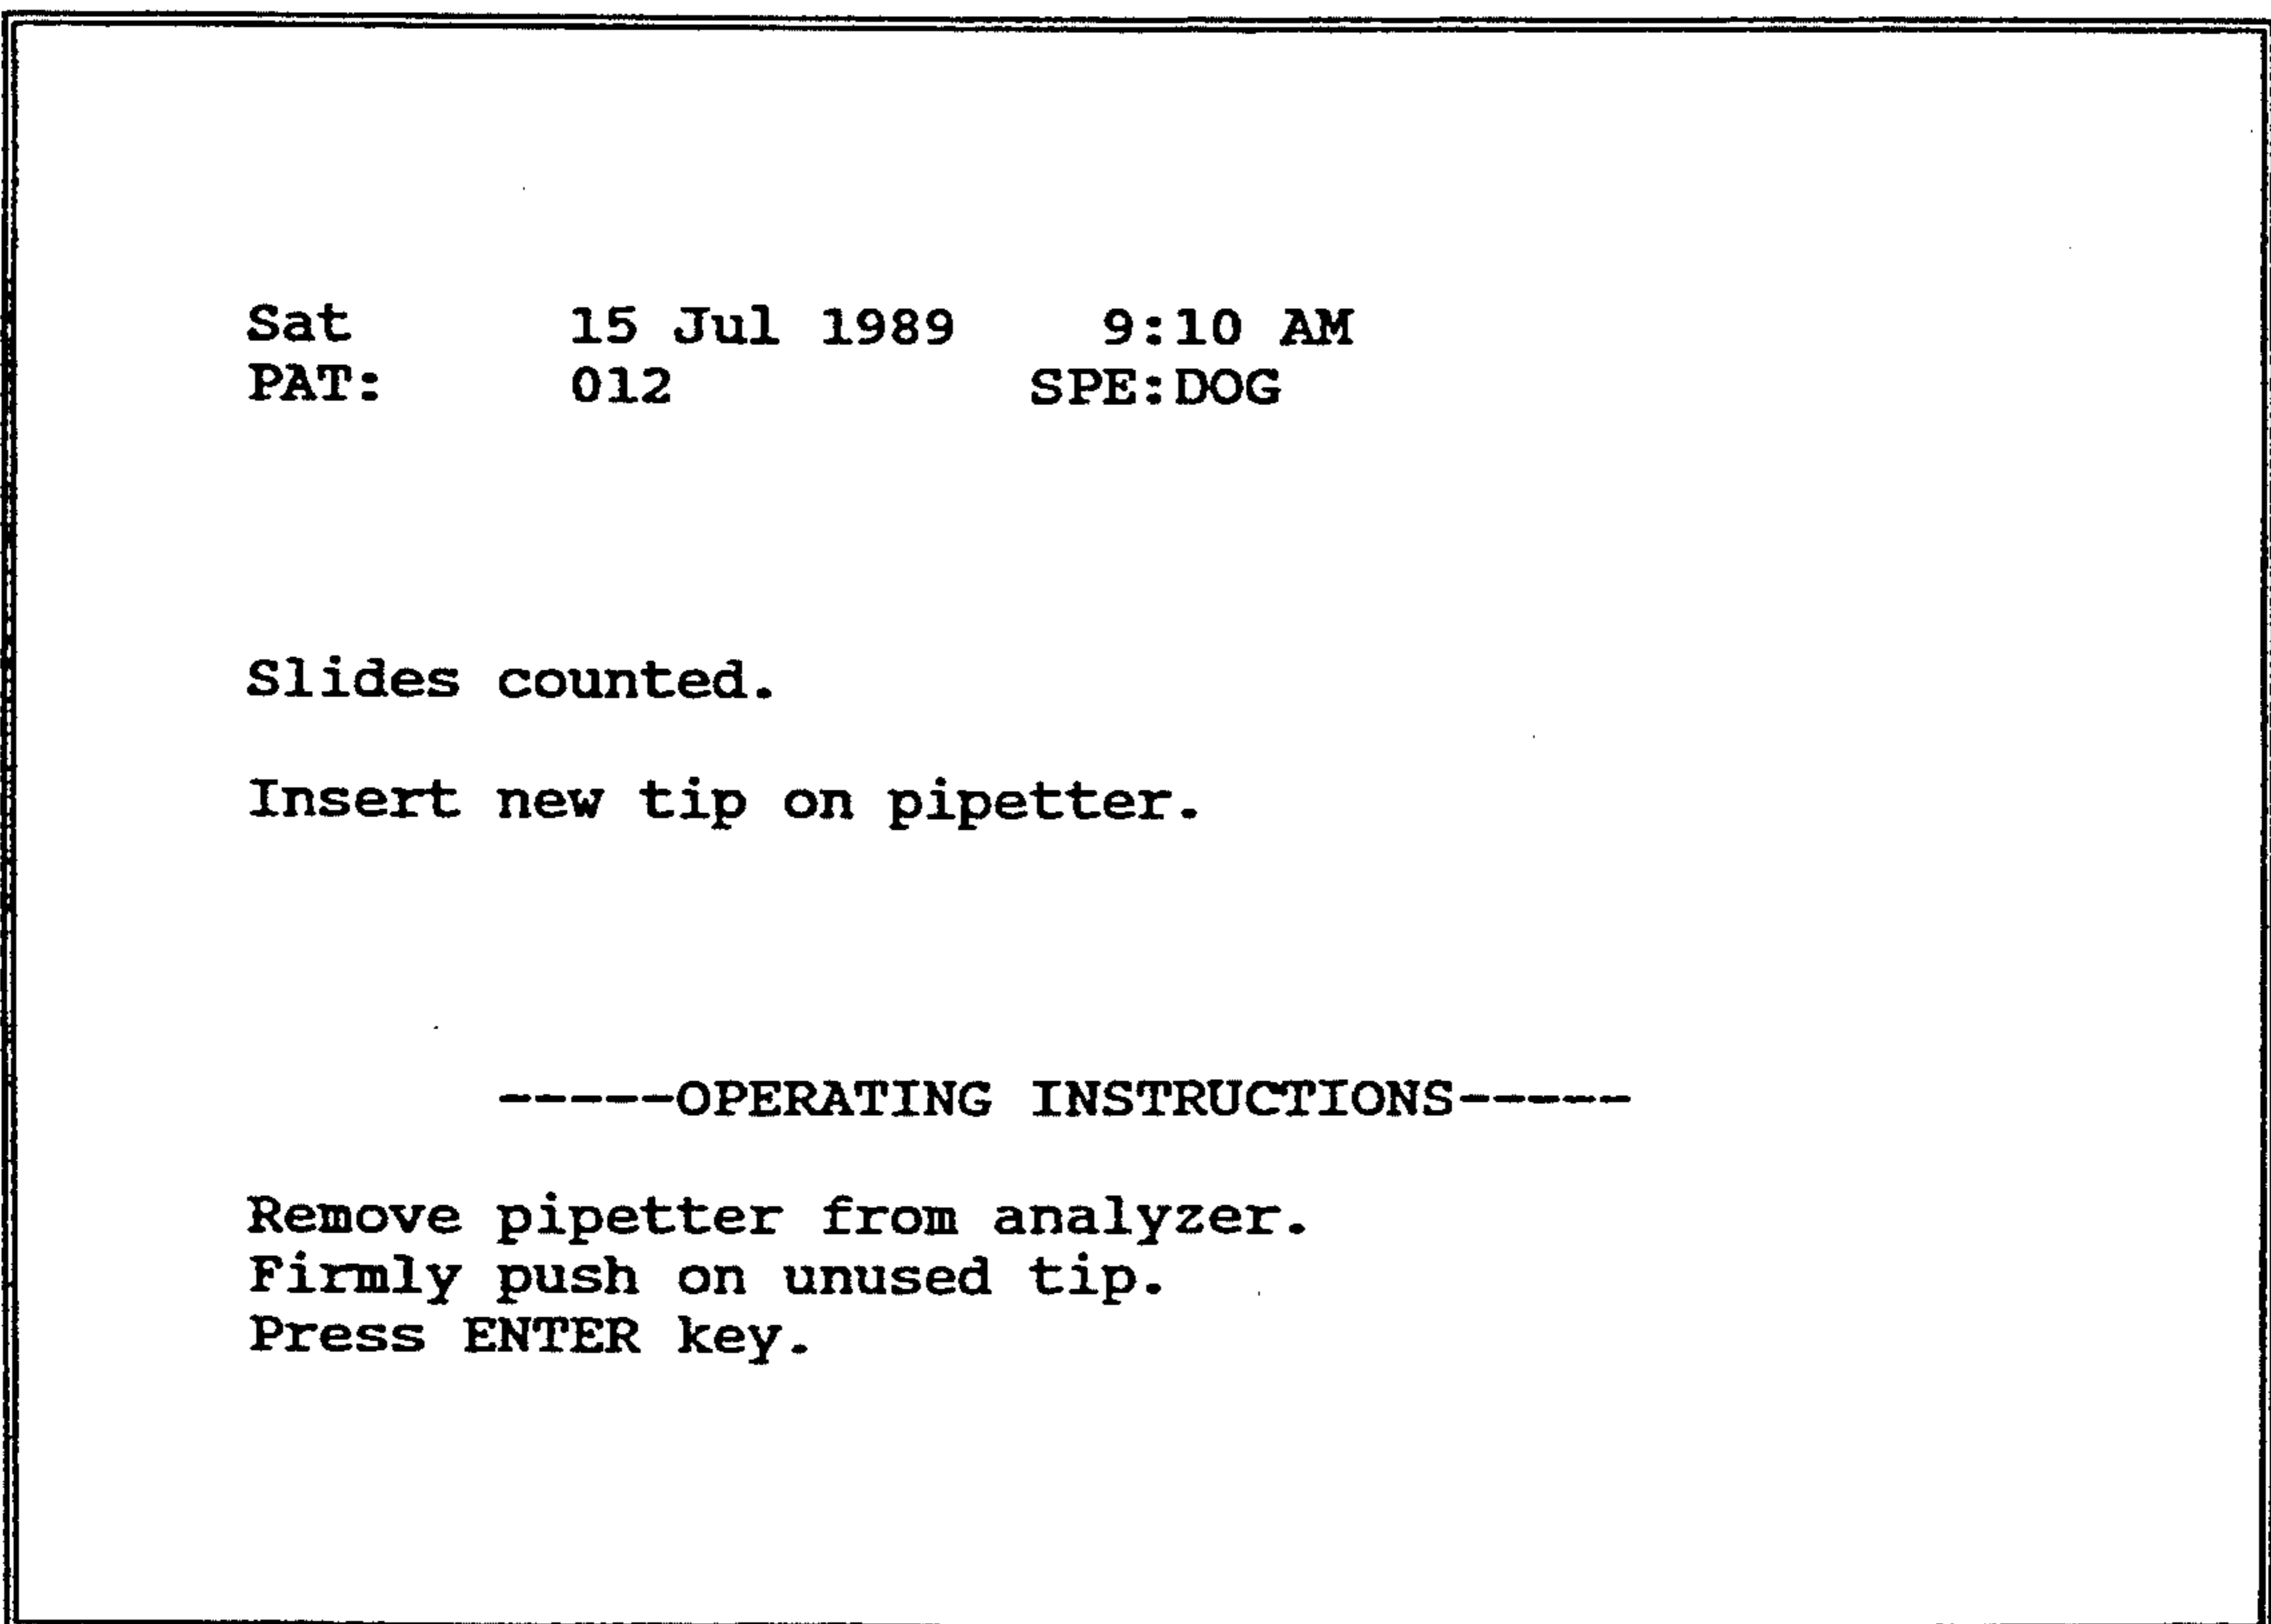 Sat 15 Jul 1989 9:10 AM
PAT: 012 SPE:DOG
Slides counted.
Insert new tip on pipetter.
-----OPERATING INSTRUCTIONS-----
Remove pipetter from analyzer.
Firmly push on unused tip.
Press ENTER key.